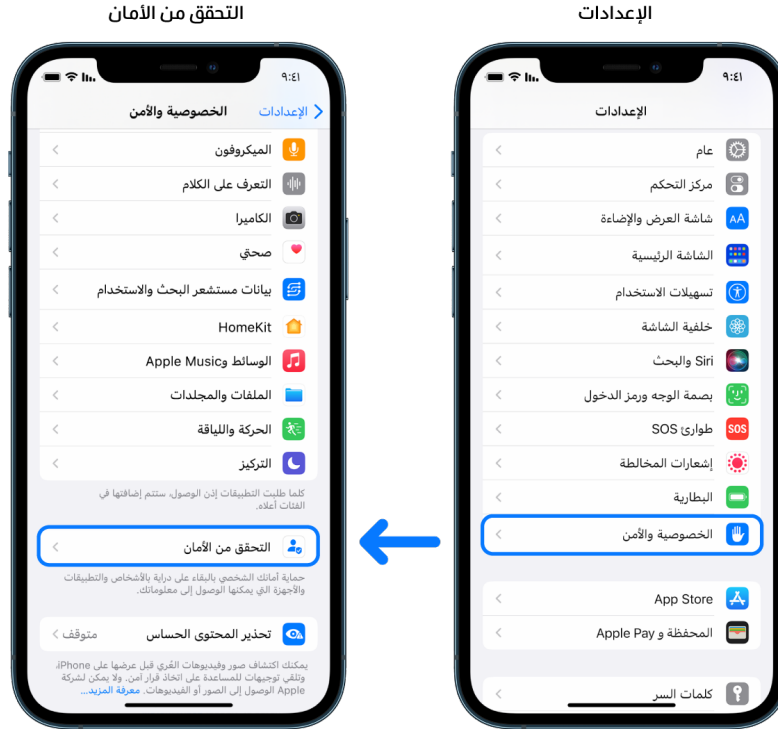 الإعدادات
٩:٤١
الإعدادات
عام
مركز التحكم
AA
شاشة العرض والإضاءة
الشاشة الرئيسية
تسهيلات الاستخدام
خلفية الشاشة
Siri والبحث
بصمة الوجه ورمز الدخول
SOS
طوارئ SOS
إشعارات المخالطة
البطارية
الخصوصية والأمن
App Store
المحفظة و Apple Pay
كلمات السر
التحقق من الأمان
٩:٤١
الإعدادات
الخصوصية والأمن
الميكروفون
التعرف على الكلام
الكاميرا
صحتي
بيانات مستشعر البحث والاستخدام
HomeKit
الوسائط وApple Music
الملفات والمجلدات
الحركة واللياقة
التركيز
كلما طلبت التطبيقات إذن الوصول، ستتم إضافتها في
الفئات أعلاه.
التحقق من الأمان
حماية أمانك الشخصي بالبقاء على دراية بالأشخاص والتطبيقات
والأجهزة التي يمكنها الوصول إلى معلوماتك.
تحذير المحتوى الحساس
متوقف
يمكنك اكتشاف صور وفيديوهات العُري قبل عرضها على iPhone،
وتلقي توجيهات للمساعدة على اتخاذ قرار آمن. ولا يمكن لشركة
Apple الوصول إلى الصور أو الفيديوهات. معرفة المزيد...